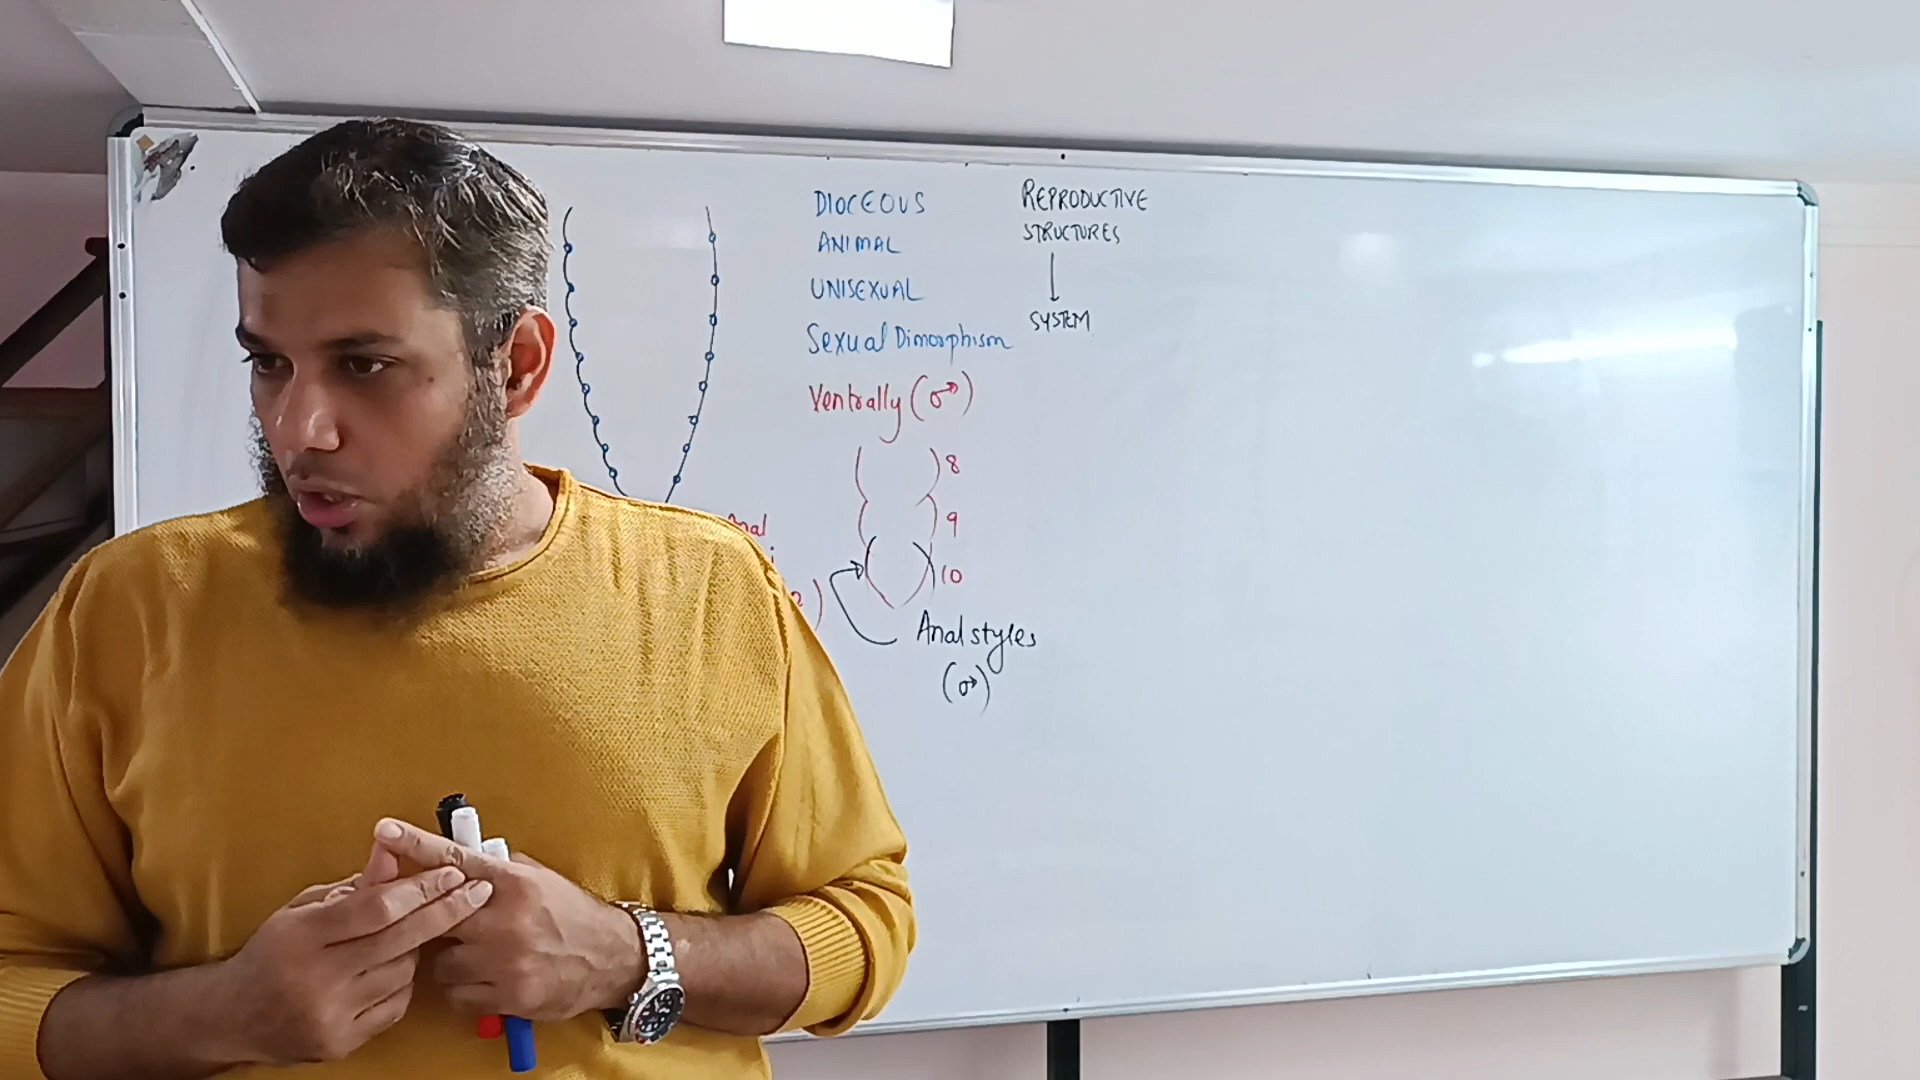 DIOCEOUS
ANIMAL
UNISEXUAL
Sexual Dimorphism
Ventrally (♂)
8
9
10
Anal styles
(♂)
REPRODUCTIVE
STRUCTURES
↓
SYSTEM